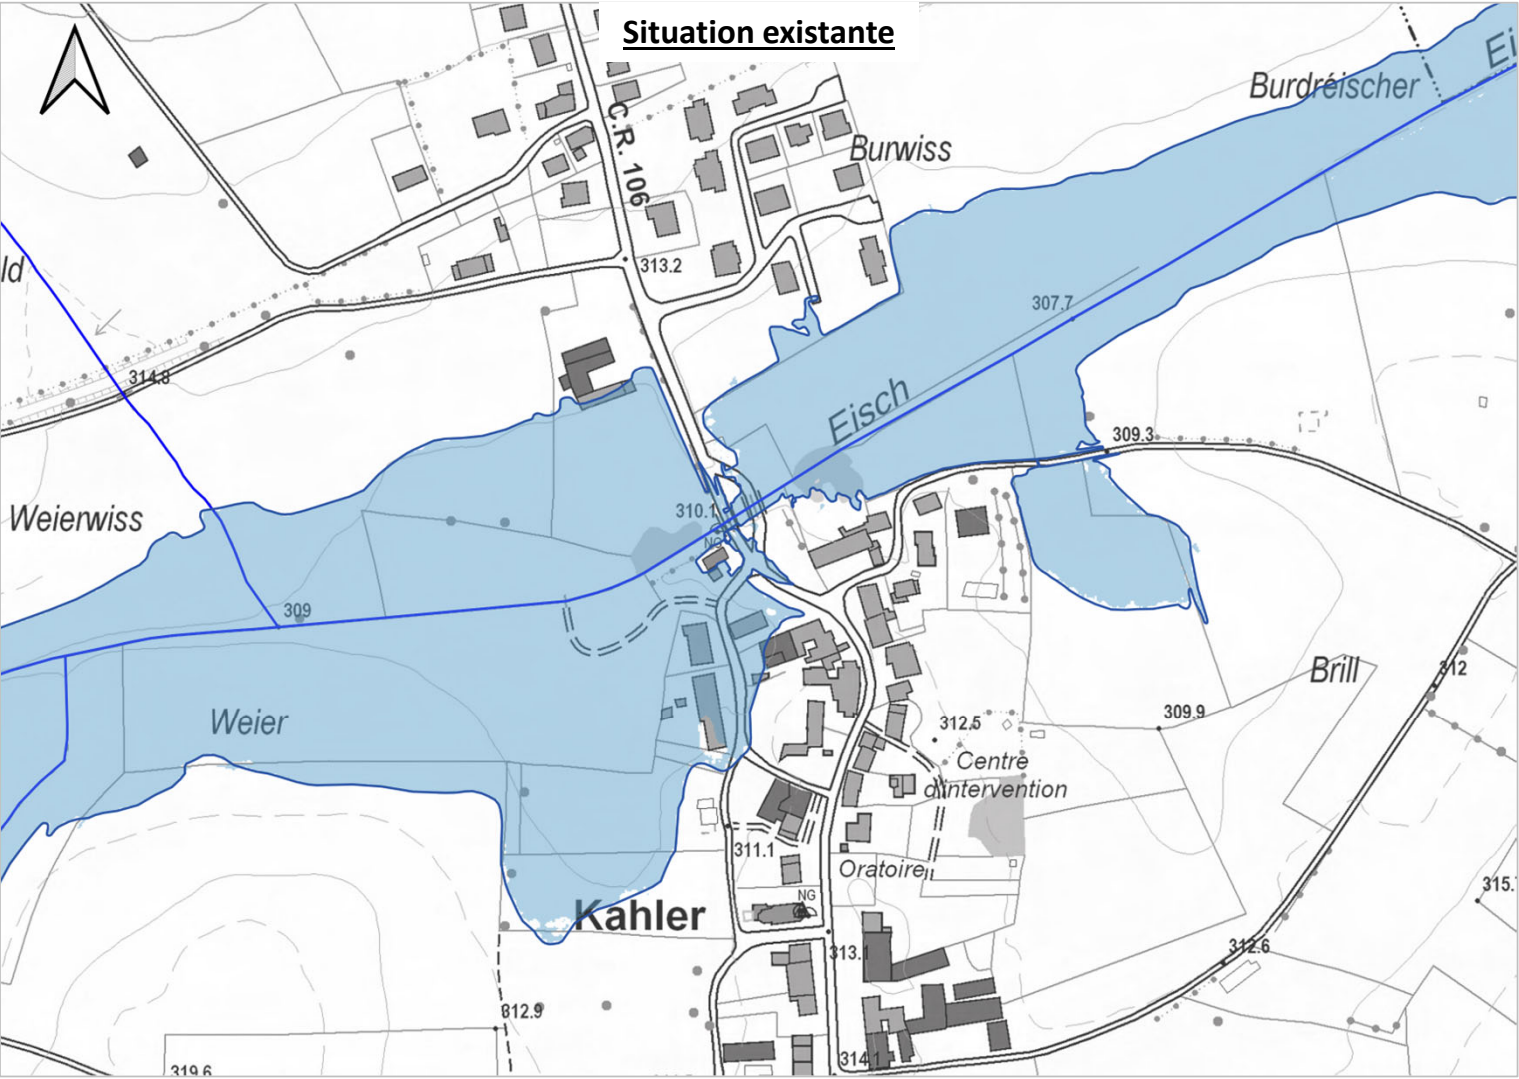 Situation existante
Ei
Burdréischer
C.R. 106
Burwiss
ld
313.2
307.7
314.8
Eisch
309.3
Weierwiss
310.1
NG
309
Brill
312
Weier
309.9
312.5
Centre
d'intervention
311.1
Oratoire
315.
NG
Kahler
313.1
312.6
312.9
314.1
319.6